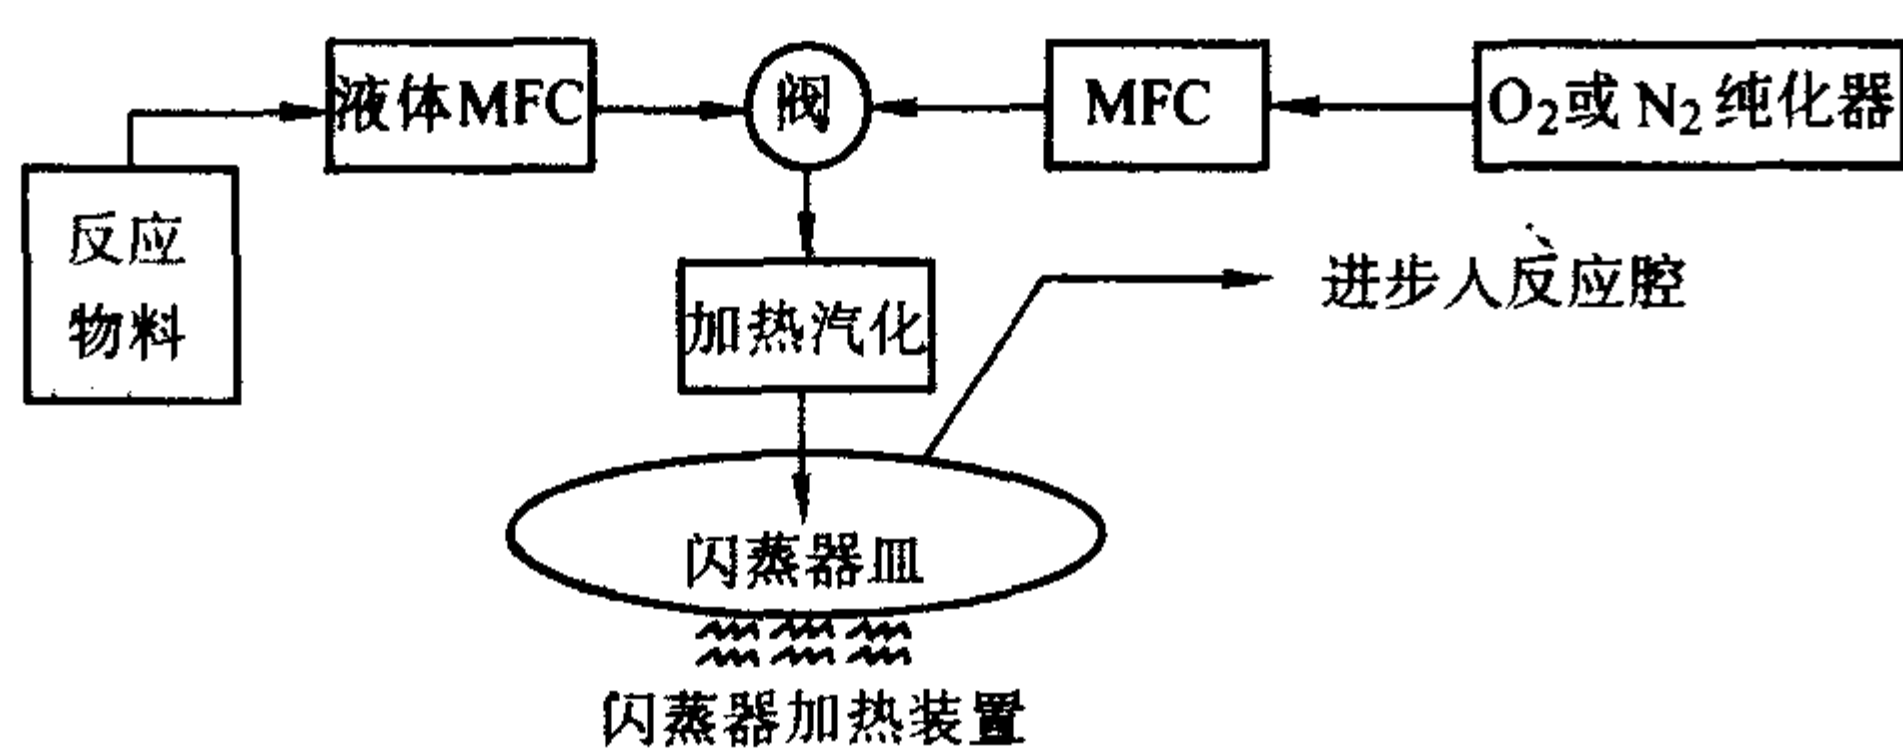 液体MFC
阀
MFC
O₂或N₂纯化器
反应
物料
进步人反应腔
加热汽化
闪蒸器皿
闪蒸器加热装置